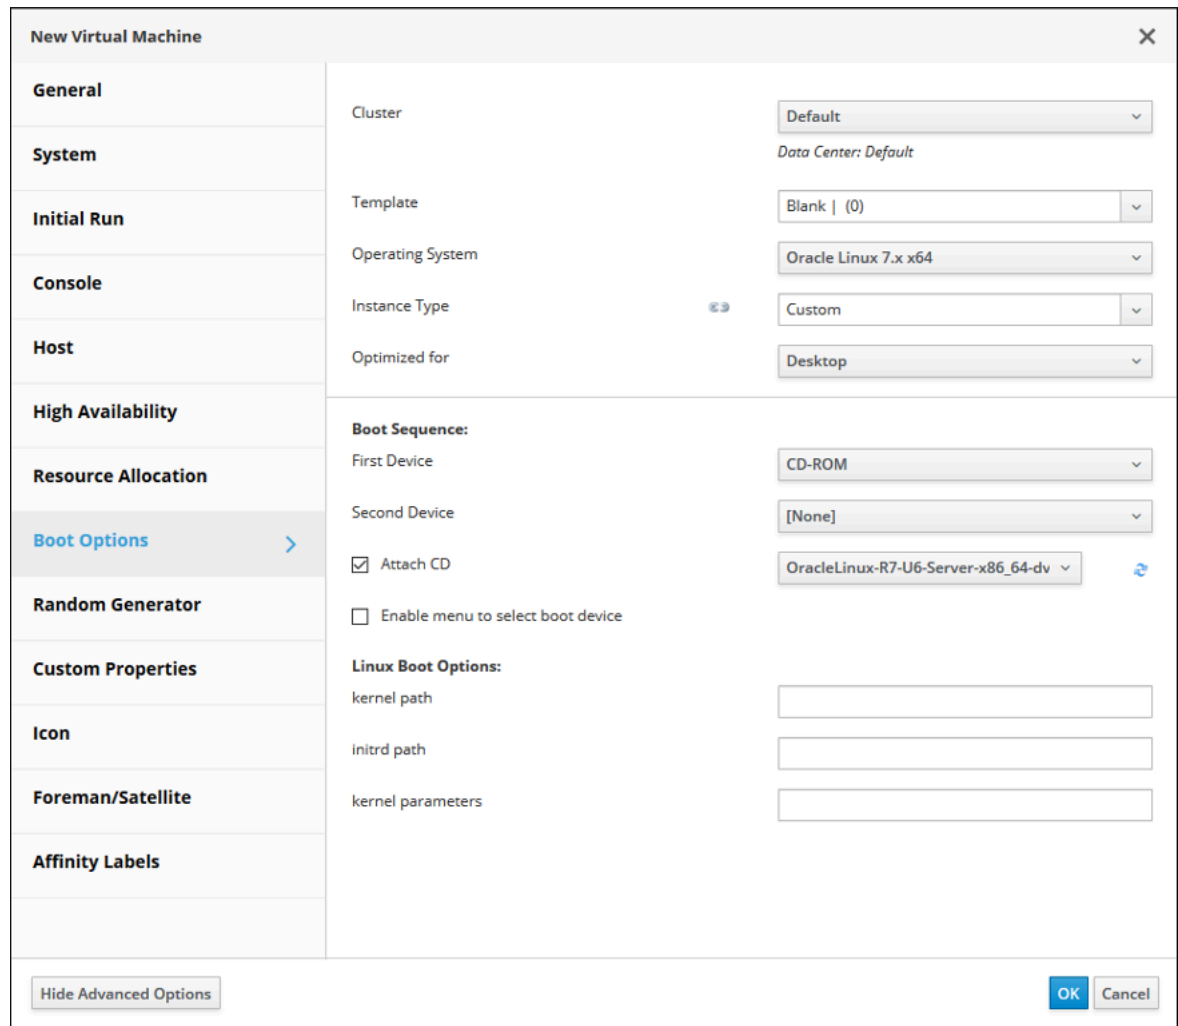 New Virtual Machine
General
System
Initial Run
Console
Host
High Availability
Resource Allocation
Boot Options
Random Generator
Custom Properties
Icon
Foreman/Satellite
Affinity Labels
Cluster Default
Data Center: Default
Template Blank | (0)
Operating System Oracle Linux 7.x x64
Instance Type Custom
Optimized for Desktop
Boot Sequence:
First Device CD-ROM
Second Device [None]
Attach CD OracleLinux-R7-U6-Server-x86_64-dv
Enable menu to select boot device
Linux Boot Options:
kernel path
initrd path
kernel parameters
Hide Advanced Options OK Cancel